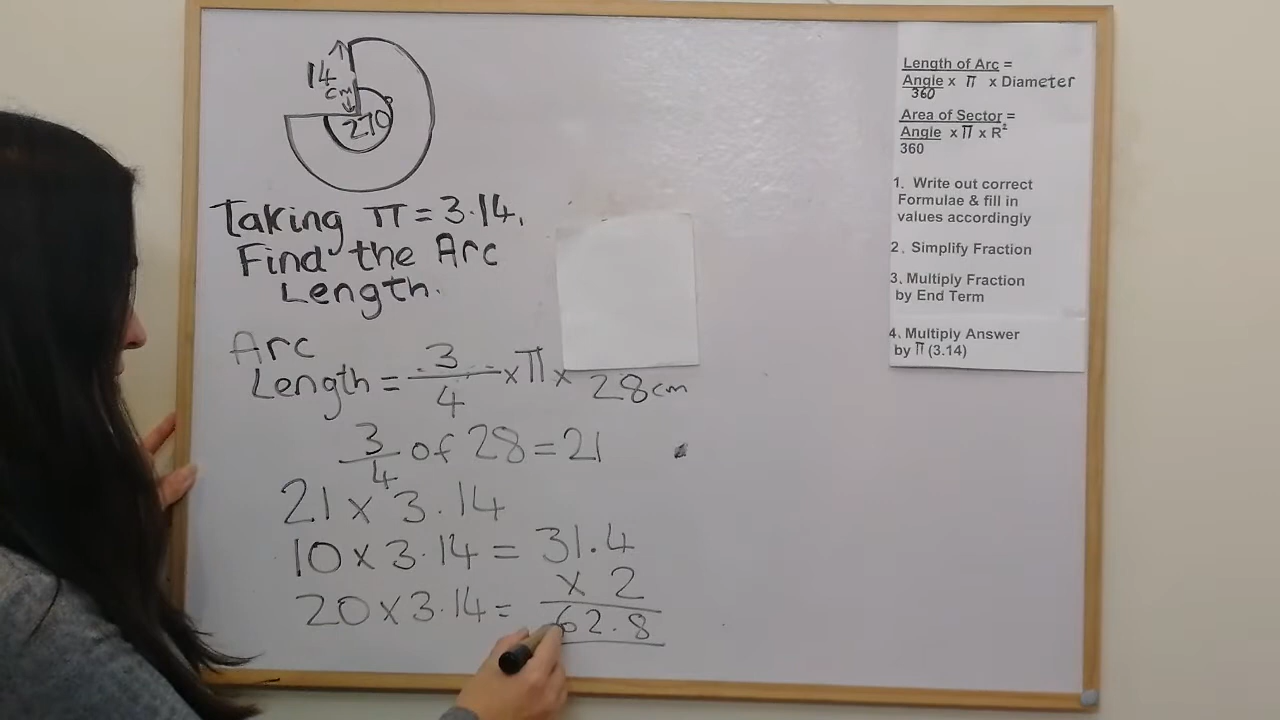 14
cm
270°
Taking π = 3.14,
Find the Arc
Length.
Arc
Length = 3/4 x π x 28cm
3/4 of 28 = 21
21 x 3.14
10 x 3.14 = 31.4
x 2
20 x 3.14 = 62.8
Length of Arc =
Angle x π x Diameter
360
Area of Sector =
Angle x π x R²
360
1. Write out correct
Formulae & fill in
values accordingly
2. Simplify Fraction
3. Multiply Fraction
by End Term
4. Multiply Answer
by π (3.14)